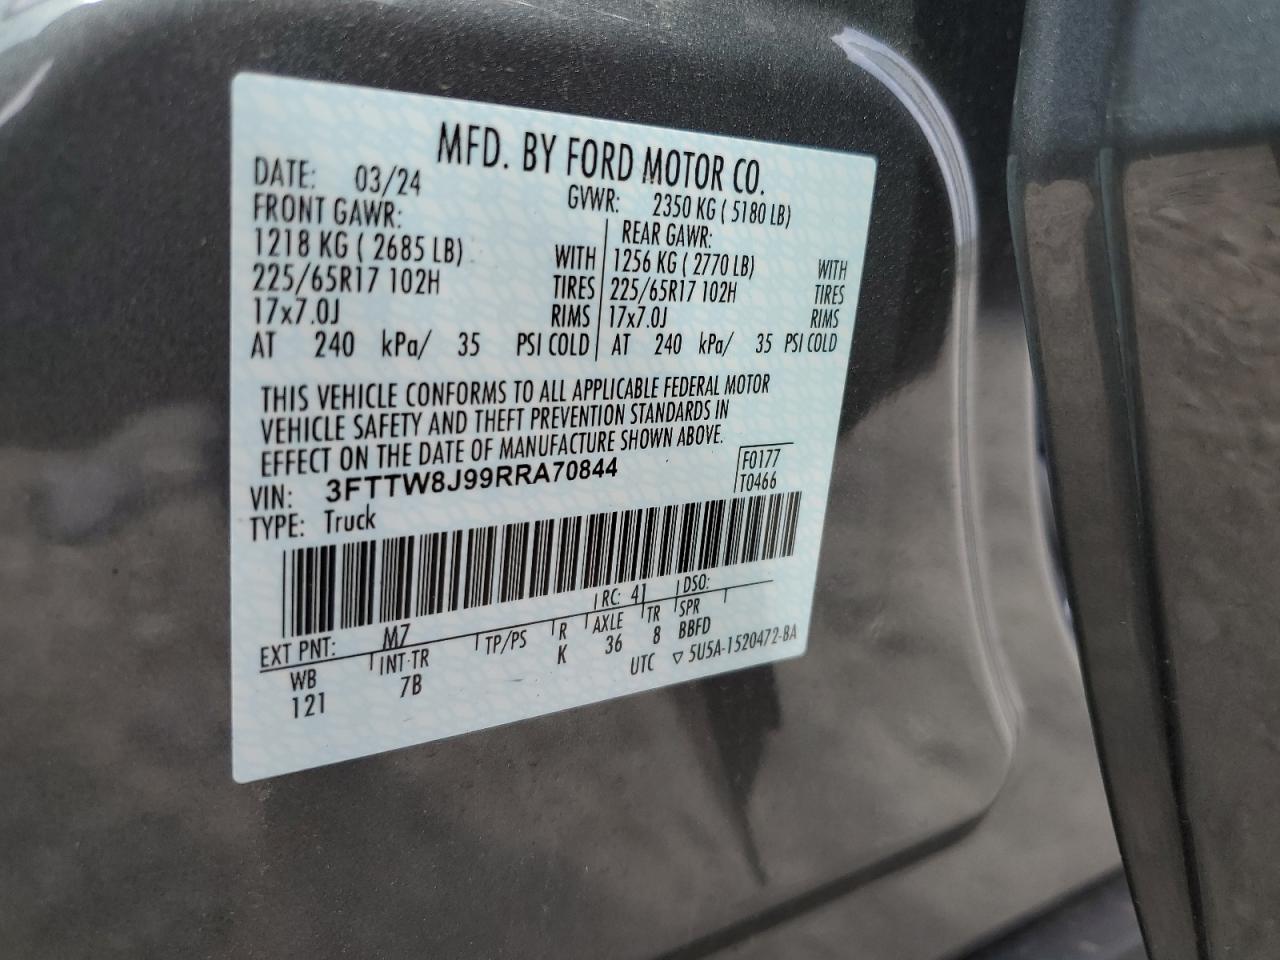 MFD. BY FORD MOTOR CO.
DATE: 03/24 GVWR: 2350 KG ( 5180 LB)
FRONT GAWR: REAR GAWR:
1218 KG ( 2685 LB) WITH 1256 KG ( 2770 LB) WITH
225/65R17 102H TIRES 225/65R17 102H TIRES
17x7.0J RIMS 17x7.0J RIMS
AT 240 kPa/ 35 PSI COLD AT 240 kPa/ 35 PSI COLD
THIS VEHICLE CONFORMS TO ALL APPLICABLE FEDERAL MOTOR
VEHICLE SAFETY AND THEFT PREVENTION STANDARDS IN
EFFECT ON THE DATE OF MANUFACTURE SHOWN ABOVE.
VIN: 3FTTW8J99RRA70844 F0177
TYPE: Truck T0466
EXT PNT: M7 RC: 41 DSO:
WB INT TR TP/PS R AXLE TR SPR
121 7B K 36 8 BBFD
UTC ▽ 5U5A-1520472-BA